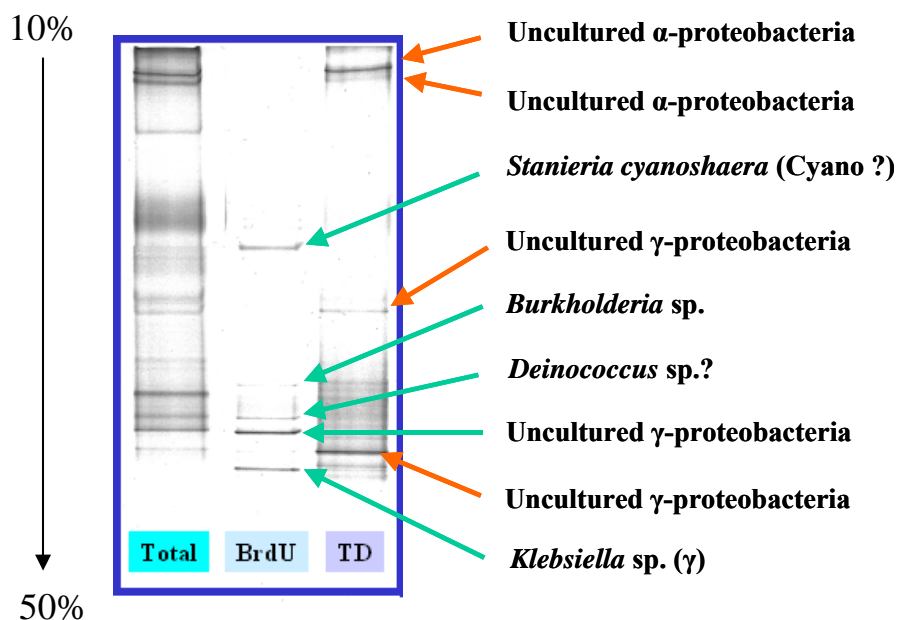 10%
Uncultured α-proteobacteria
Uncultured α-proteobacteria
Stanieria cyanoshaera (Cyano ?)
Uncultured γ-proteobacteria
Burkholderia sp.
Deinococcus sp.?
Uncultured γ-proteobacteria
Uncultured γ-proteobacteria
Klebsiella sp. (γ)
Total BrdU TD
50%